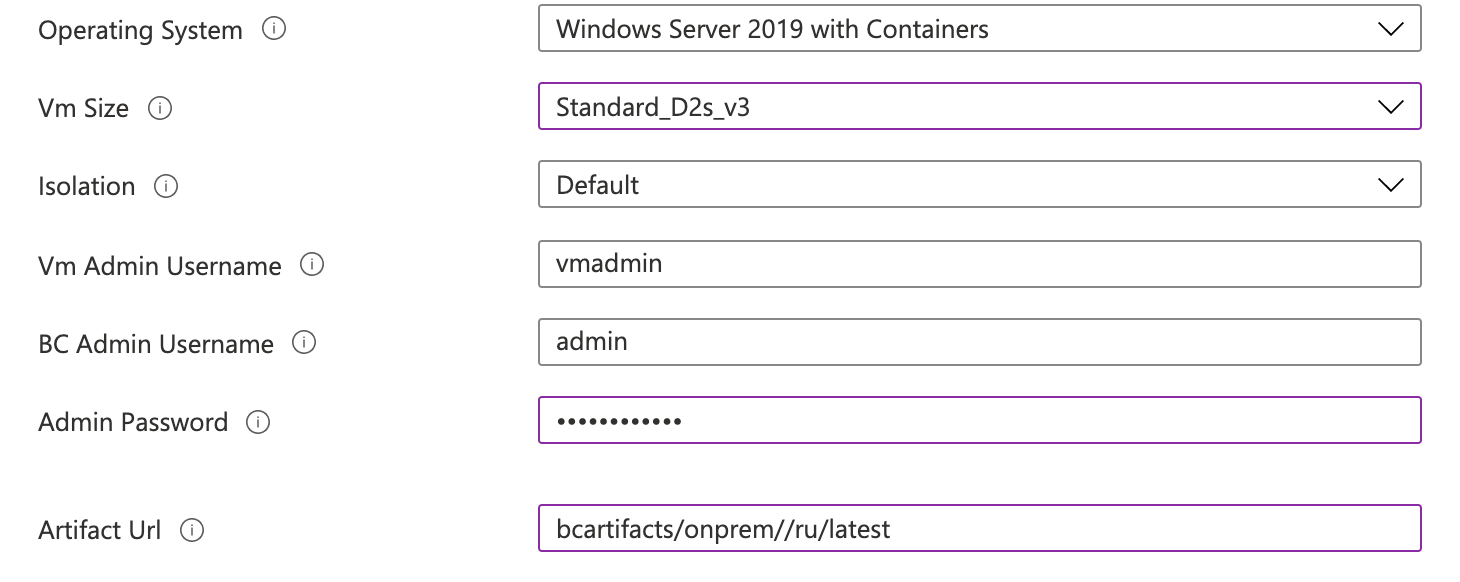 Operating System Windows Server 2019 with Containers
Vm Size Standard_D2s_v3
Isolation Default
Vm Admin Username vmadmin
BC Admin Username admin
Admin Password ••••••••••••
Artifact Url bcartifacts/onprem//ru/latest